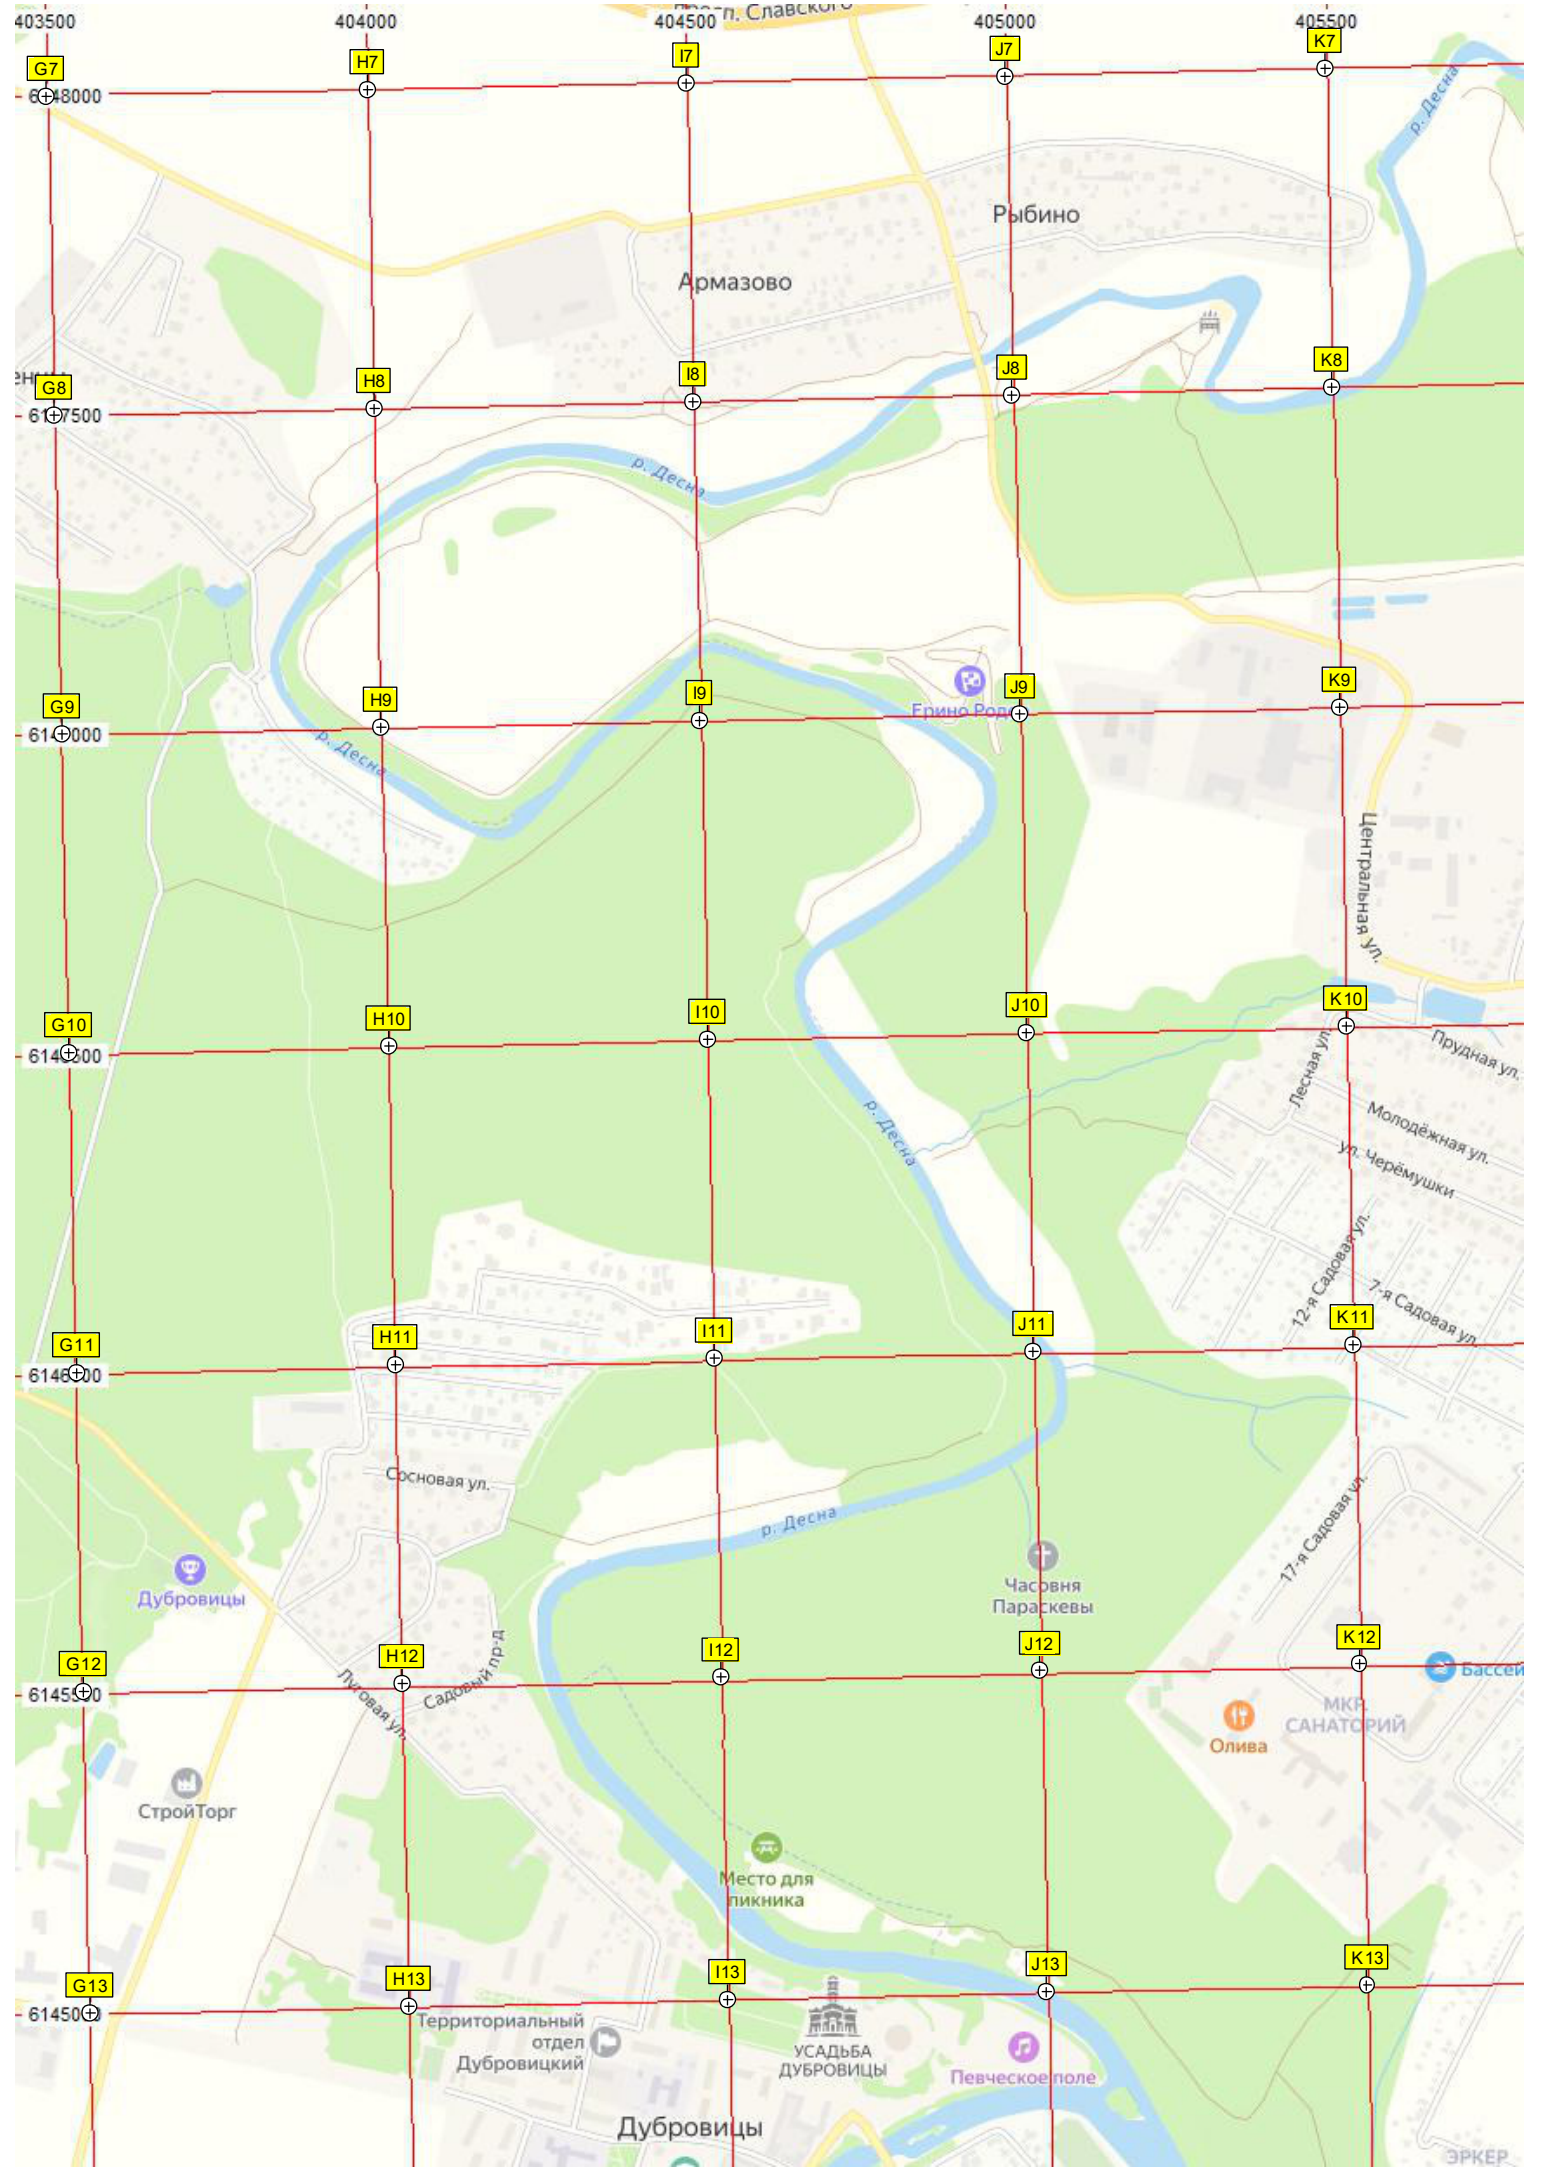 403500 404000 404500 405000 405500
просп. Славского
G7 H7 I7 J7 K7
р. Десна
Рыбино
Армазово
G8 H8 I8 J8 K8
р. Десна
G9 H9 I9 J9 K9
Ерино Род
р. Десна
Центральная ул.
G10 H10 I10 J10 K10
Лесная ул.
Прудная ул.
р. Десна
Молодёжная ул.
ул. Черёмушки
12-я Садовая ул.
7-я Садовая ул.
G11 H11 I11 J11 K11
Сосновая ул.
р. Десна
17-я Садовая ул.
Дубровицы
Часовня
Параскевы
G12 H12 I12 J12 K12
Садовый пр-д
Луговая ул.
Бассей
МКР.
САНАТОРИЙ
Олива
СтройТорг
Место для
пикника
G13 H13 I13 J13 K13
Территориальный
отдел
Дубровицкий
УСАДЬБА
ДУБРОВИЦЫ
Певческое поле
Дубровицы
ЭРКЕР